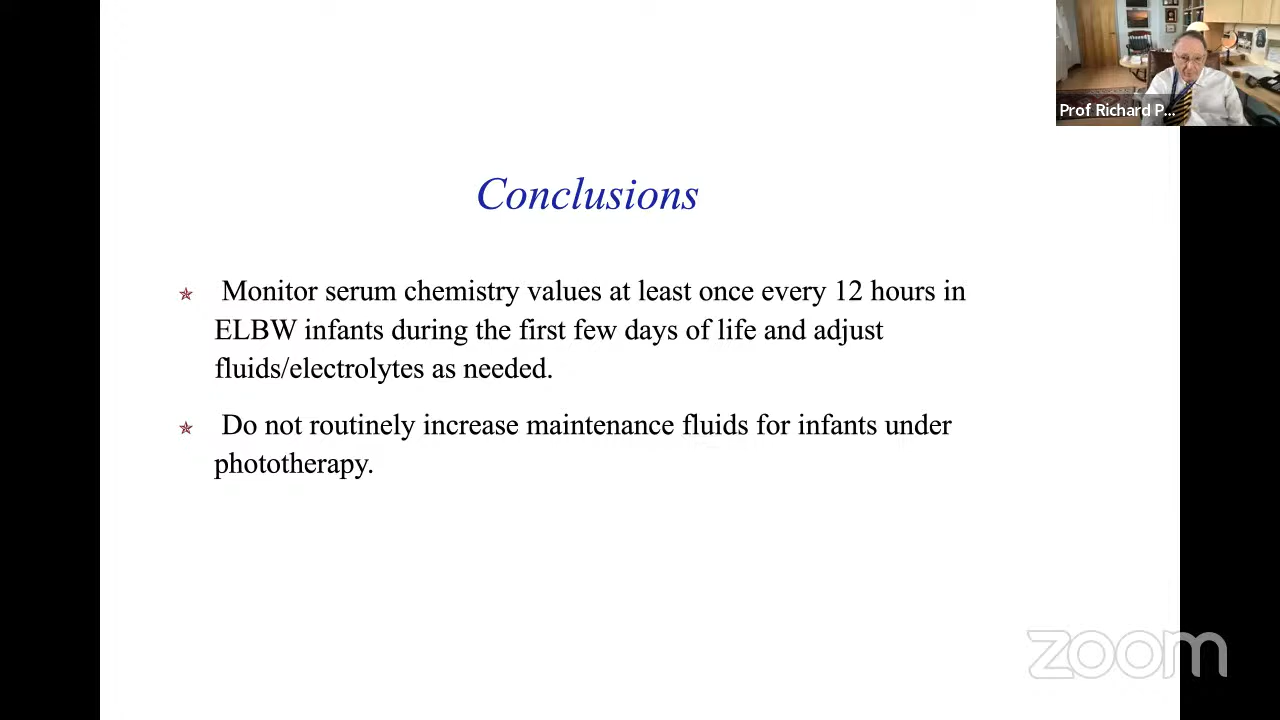 Prof Richard P...
Conclusions
Monitor serum chemistry values at least once every 12 hours in
ELBW infants during the first few days of life and adjust
fluids/electrolytes as needed.
Do not routinely increase maintenance fluids for infants under
phototherapy.
zoom